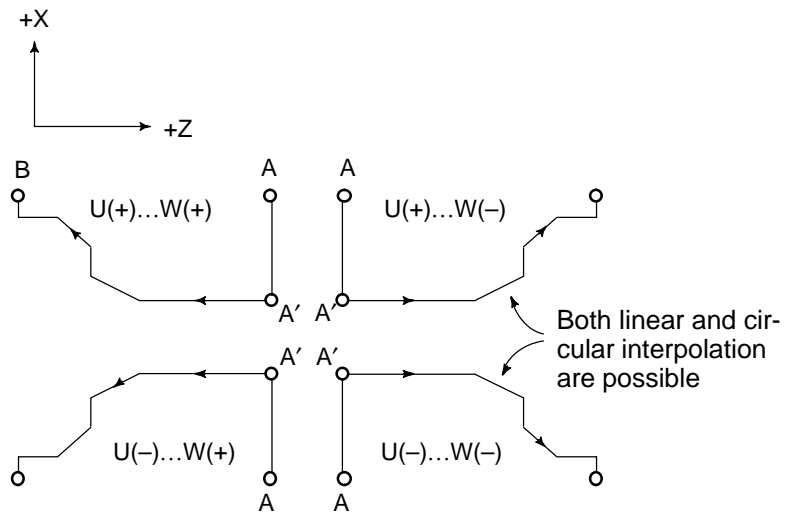 +X
+Z
B
A
A
U(+)…W(+)
U(+)…W(–)
A′
A′
Both linear and cir-
cular interpolation
are possible
A′
A′
U(–)…W(+)
U(–)…W(–)
A
A